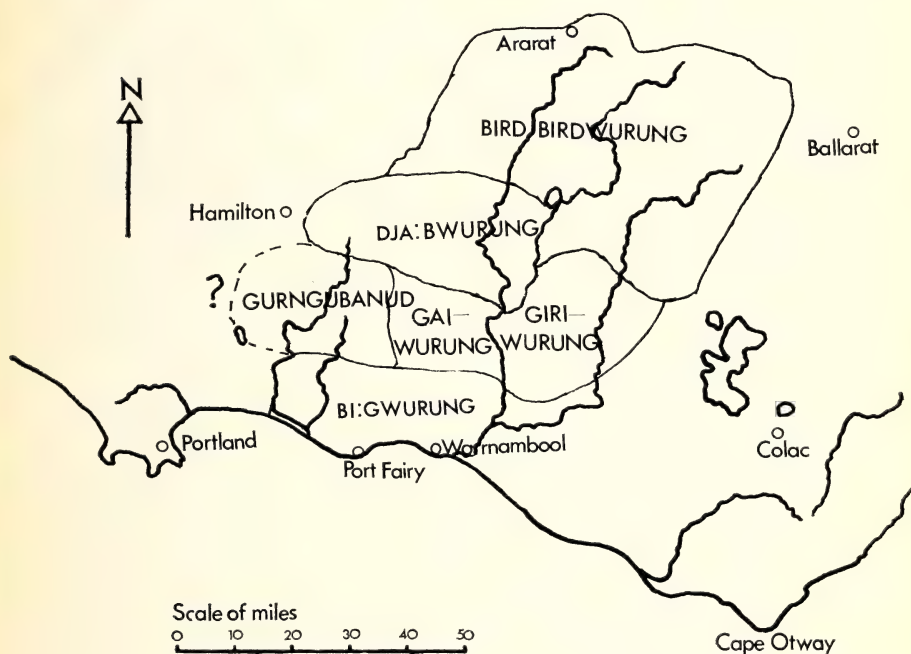 Ararat
N
BIRD BIRDWURUNG
Ballarat
Hamilton
DJA:BWURUNG
?
GURNGUBANUD
GAI—
WURUNG
GIRI—
WURUNG
BI:GWURUNG
Portland
Port Fairy
Warrnambool
Colac
Scale of miles
0 10 20 30 40 50
Cape Otway